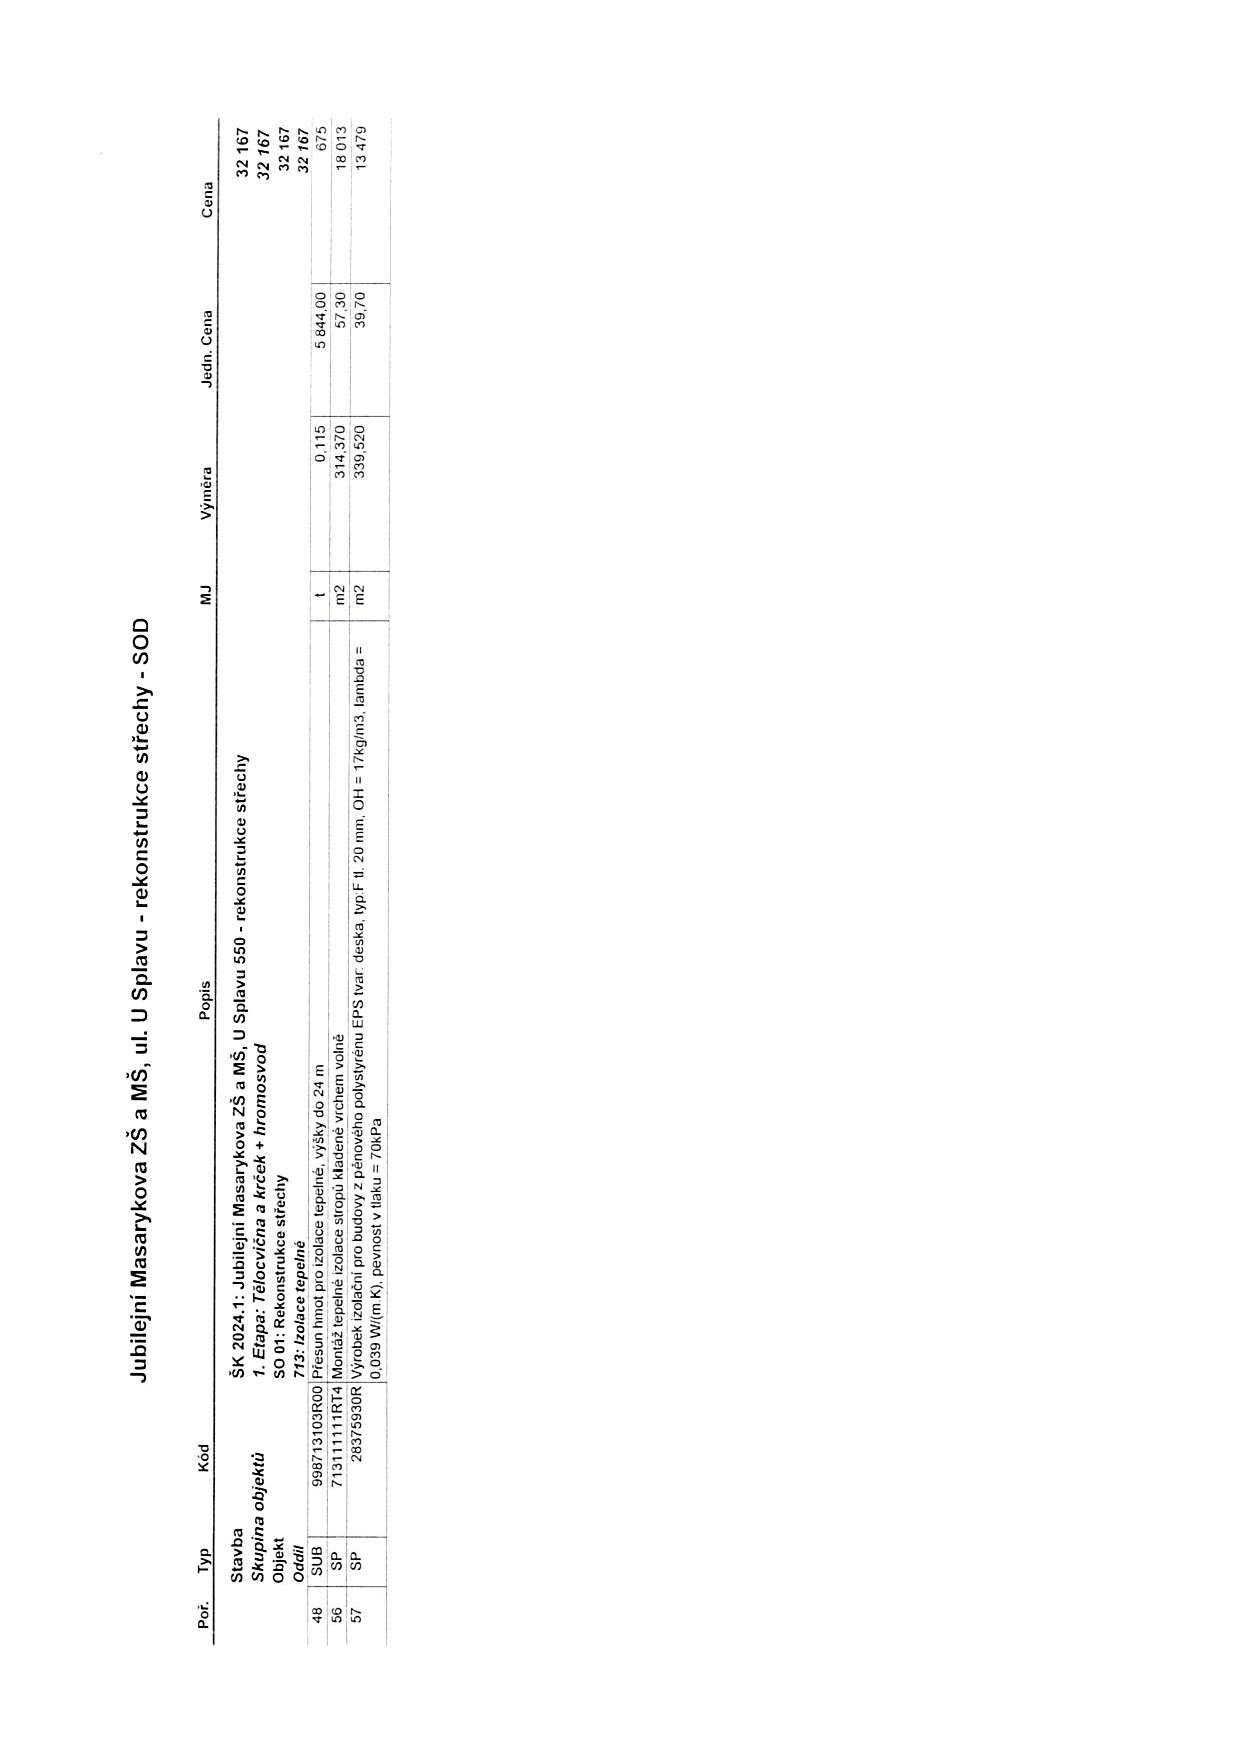 Jubilejní Masarykova ZŠ a MŠ, ul. U Splavu - rekonstrukce střechy - SOD
Poř. Typ Kód Popis MJ Výměra Jedn. Cena Cena
Stavba ŠK 2024.1: Jubilejní Masarykova ZŠ a MŠ, U Splavu 550 - rekonstrukce střechy 32 167
Skupina objektů 1. Etapa: Tělocvična a krček + hromosvod 32 167
Objekt SO 01: Rekonstrukce střechy 32 167
Oddíl 713: Izolace tepelné 32 167
48 SUB 998713103R00 Přesun hmot pro izolace tepelné, výšky do 24 m t 0,115 5 844,00 675
56 SP 713111111RT4 Montáž tepelné izolace stropů kladené vrchem volně m2 314,370 57,30 18 013
57 SP 28375930R Výrobek izolační pro budovy z pěnového polystyrénu EPS tvar: deska, typ:F tl. 20 mm, OH = 17kg/m3, lambda = m2 339,520 39,70 13 479
0,039 W/(m.K), pevnost v tlaku = 70kPa